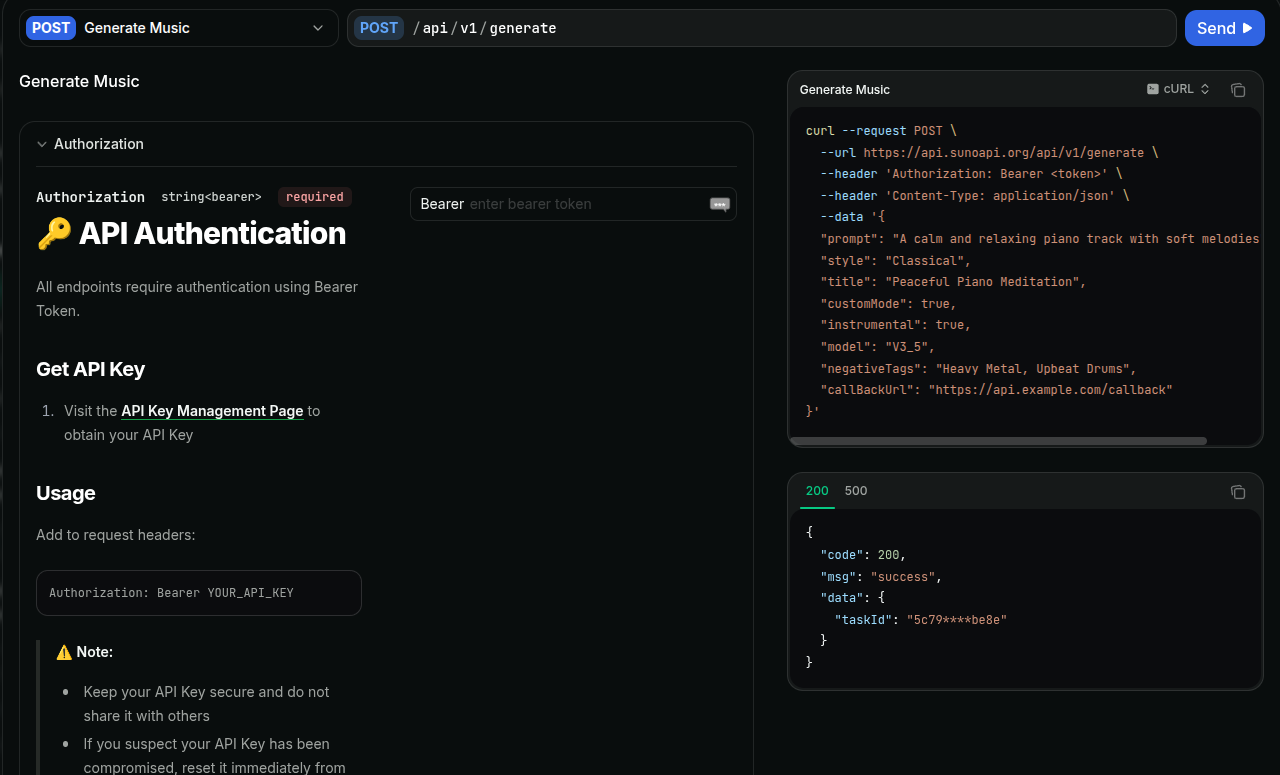 POST Generate Music
POST /api/v1/generate
Send
Generate Music
Authorization
Authorization string<bearer> required
Bearer enter bearer token
🔑 API Authentication
All endpoints require authentication using Bearer
Token.
Get API Key
1. Visit the API Key Management Page to
obtain your API Key
Usage
Add to request headers:
Authorization: Bearer YOUR_API_KEY
⚠️ Note:
• Keep your API Key secure and do not
share it with others
• If you suspect your API Key has been
compromised, reset it immediately from
Generate Music
cURL
curl --request POST \
  --url https://api.sunoapi.org/api/v1/generate \
  --header 'Authorization: Bearer <token>' \
  --header 'Content-Type: application/json' \
  --data '{
  "prompt": "A calm and relaxing piano track with soft melodies
  "style": "Classical",
  "title": "Peaceful Piano Meditation",
  "customMode": true,
  "instrumental": true,
  "model": "V3_5",
  "negativeTags": "Heavy Metal, Upbeat Drums",
  "callBackUrl": "https://api.example.com/callback"
}'
200 500
{
  "code": 200,
  "msg": "success",
  "data": {
    "taskId": "5c79****be8e"
  }
}